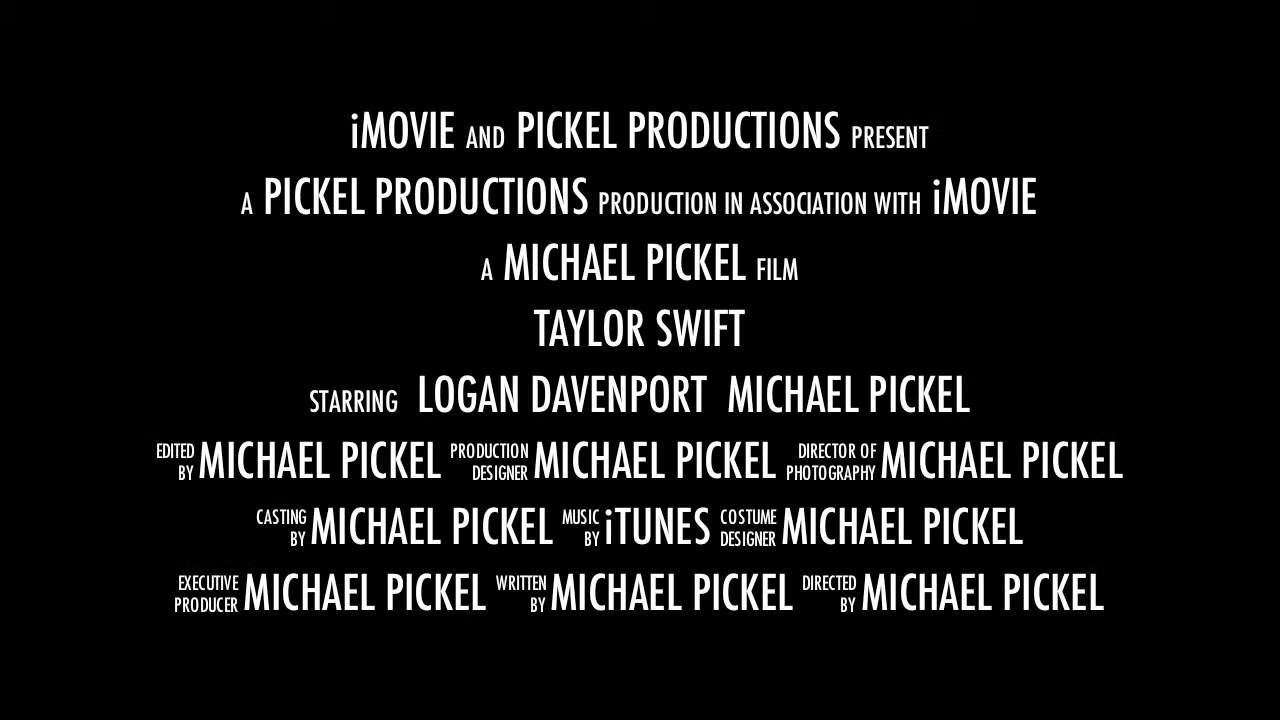 iMOVIE AND PICKEL PRODUCTIONS PRESENT
A PICKEL PRODUCTIONS PRODUCTION IN ASSOCIATION WITH iMOVIE
A MICHAEL PICKEL FILM
TAYLOR SWIFT
STARRING LOGAN DAVENPORT MICHAEL PICKEL
EDITED BY MICHAEL PICKEL PRODUCTION DESIGNER MICHAEL PICKEL DIRECTOR OF PHOTOGRAPHY MICHAEL PICKEL
CASTING BY MICHAEL PICKEL MUSIC BY iTUNES COSTUME DESIGNER MICHAEL PICKEL
EXECUTIVE PRODUCER MICHAEL PICKEL WRITTEN BY MICHAEL PICKEL DIRECTED BY MICHAEL PICKEL